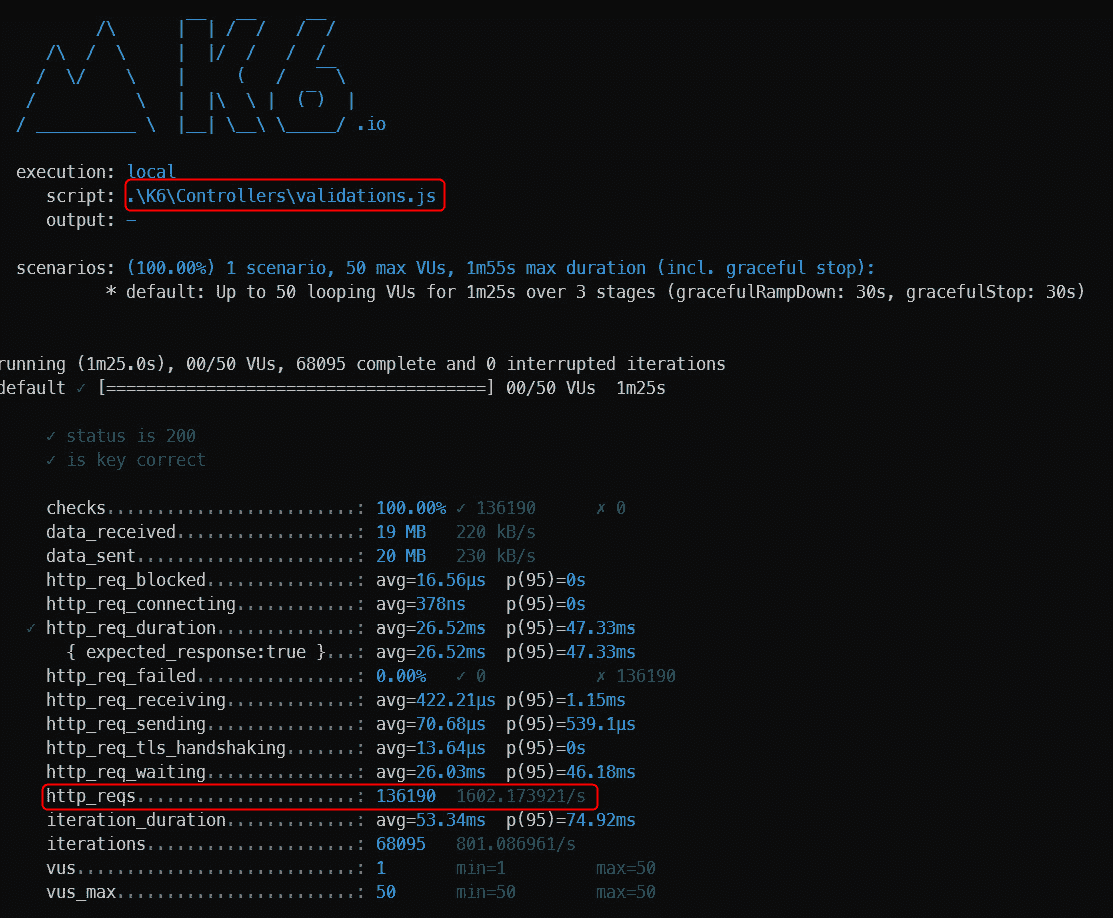 /\      |‾‾| /‾‾/   /‾‾/
     /\  /  \     |  |/  /   /  /
    /  \/    \    |     (   /   ‾‾\
   /          \   |  |\  \ |  (‾)  |
  / __________ \  |__| \__\ \_____/ .io
execution: local
script: .\K6\Controllers\validations.js
output: -
scenarios: (100.00%) 1 scenario, 50 max VUs, 1m55s max duration (incl. graceful stop):
* default: Up to 50 looping VUs for 1m25s over 3 stages (gracefulRampDown: 30s, gracefulStop: 30s)
running (1m25.0s), 00/50 VUs, 68095 complete and 0 interrupted iterations
default ✓ [======================================] 00/50 VUs  1m25s
✓ status is 200
✓ is key correct
checks.........................: 100.00% ✓ 136190      ✗ 0
data_received..................: 19 MB   220 kB/s
data_sent......................: 20 MB   230 kB/s
http_req_blocked...............: avg=16.56µs  p(95)=0s
http_req_connecting............: avg=378ns    p(95)=0s
✓ http_req_duration..............: avg=26.52ms  p(95)=47.33ms
{ expected_response:true }...: avg=26.52ms  p(95)=47.33ms
http_req_failed................: 0.00%   ✓ 0           ✗ 136190
http_req_receiving.............: avg=422.21µs p(95)=1.15ms
http_req_sending...............: avg=70.68µs  p(95)=539.1µs
http_req_tls_handshaking.......: avg=13.64µs  p(95)=0s
http_req_waiting...............: avg=26.03ms  p(95)=46.18ms
http_reqs......................: 136190  1602.173921/s
iteration_duration.............: avg=53.34ms  p(95)=74.92ms
iterations.....................: 68095   801.086961/s
vus............................: 1       min=1         max=50
vus_max........................: 50      min=50        max=50